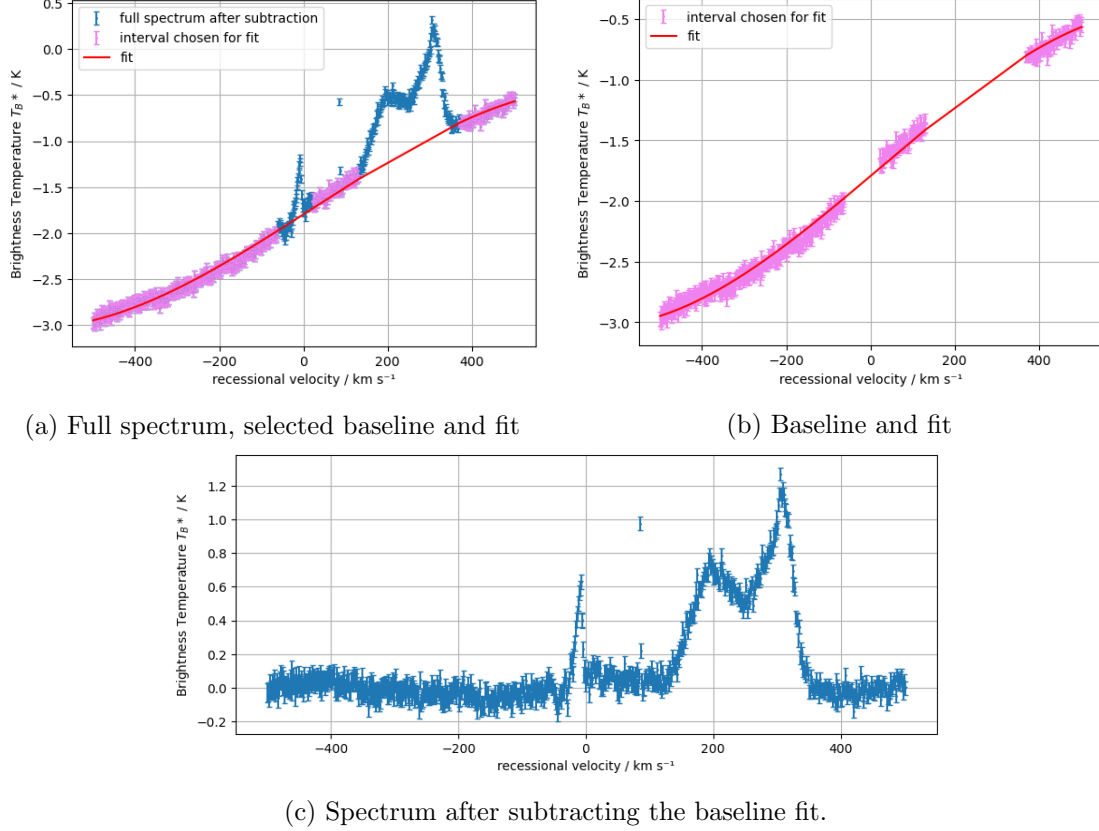 full spectrum after subtraction
interval chosen for fit
fit
Brightness Temperature T_B* / K
0.5
0.0
−0.5
−1.0
−1.5
−2.0
−2.5
−3.0
−400
−200
0
200
400
recessional velocity / km s⁻¹
interval chosen for fit
fit
Brightness Temperature T_B* / K
−0.5
−1.0
−1.5
−2.0
−2.5
−3.0
−400
−200
0
200
400
recessional velocity / km s⁻¹
(a) Full spectrum, selected baseline and fit
(b) Baseline and fit
Brightness Temperature T_B* / K
1.2
1.0
0.8
0.6
0.4
0.2
0.0
−0.2
−400
−200
0
200
400
recessional velocity / km s⁻¹
(c) Spectrum after subtracting the baseline fit.